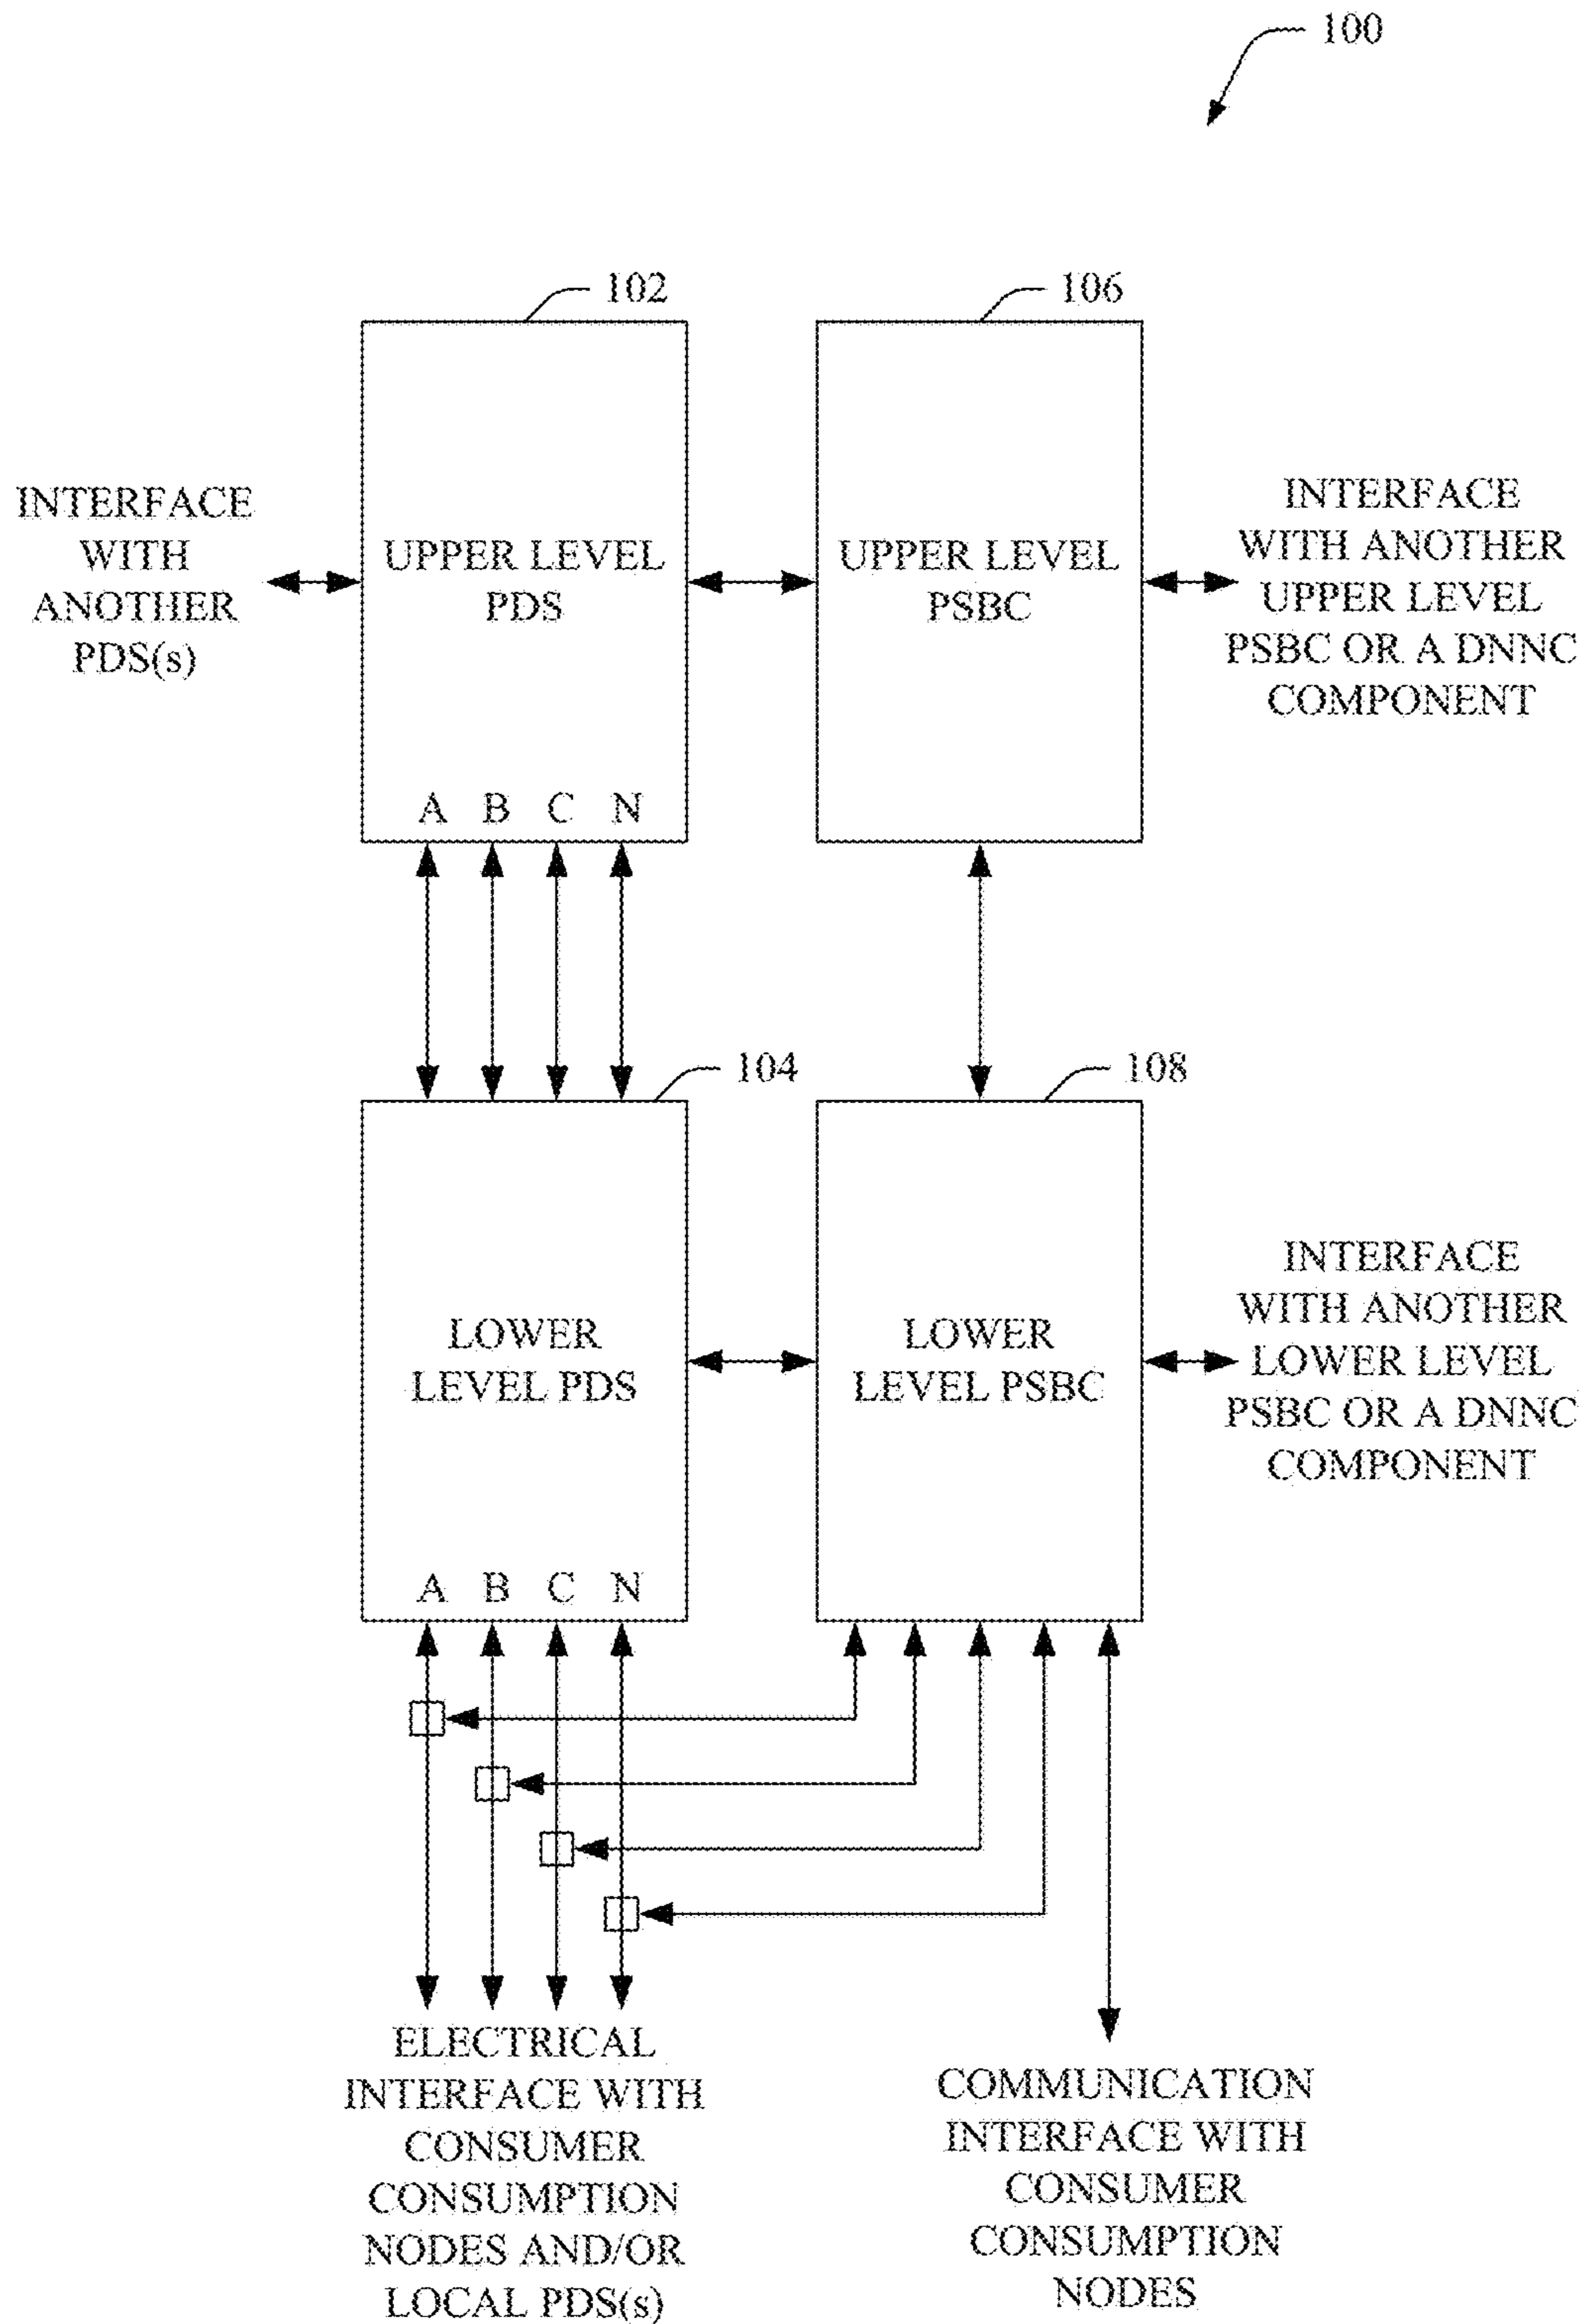 100
102
106
INTERFACE
WITH
ANOTHER
PDS(s)
UPPER LEVEL
PDS
UPPER LEVEL
PSBC
INTERFACE
WITH ANOTHER
UPPER LEVEL
PSBC OR A DNNC
COMPONENT
A B C N
104
108
LOWER
LEVEL PDS
LOWER
LEVEL PSBC
INTERFACE
WITH ANOTHER
LOWER LEVEL
PSBC OR A DNNC
COMPONENT
A B C N
ELECTRICAL
INTERFACE WITH
CONSUMER
CONSUMPTION
NODES AND/OR
LOCAL PDS(s)
COMMUNICATION
INTERFACE WITH
CONSUMER
CONSUMPTION
NODES